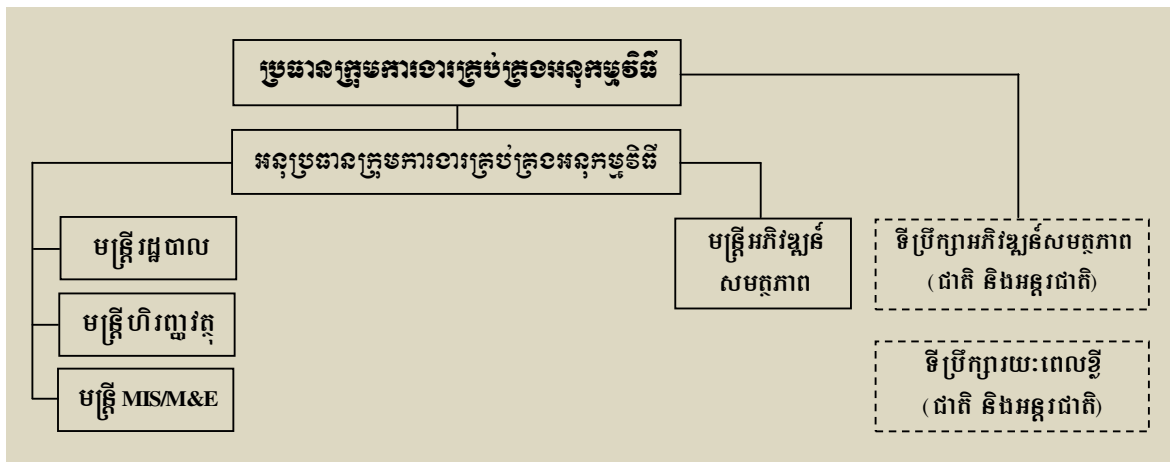 ប្រធានក្រុមការងារគ្រប់គ្រងអនុកម្មវិធី
អនុប្រធានក្រុមការងារគ្រប់គ្រងអនុកម្មវិធី
មន្ត្រីរដ្ឋបាល
មន្ត្រីហិរញ្ញវត្ថុ
មន្ត្រី MIS/M&E
មន្ត្រីអភិវឌ្ឍន៍
សមត្ថភាព
ទីប្រឹក្សាអភិវឌ្ឍន៍សមត្ថភាព
(ជាតិ និងអន្តរជាតិ)
ទីប្រឹក្សារយៈពេលខ្លី
(ជាតិ និងអន្តរជាតិ)